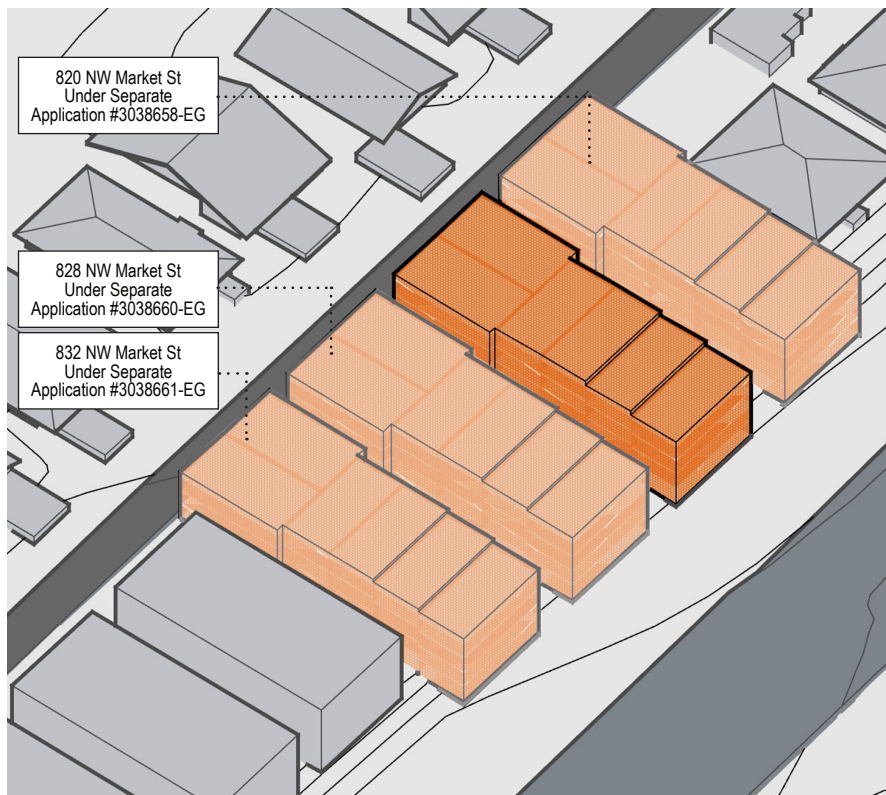 820 NW Market St
Under Separate
Application #3038658-EG
828 NW Market St
Under Separate
Application #3038660-EG
832 NW Market St
Under Separate
Application #3038661-EG